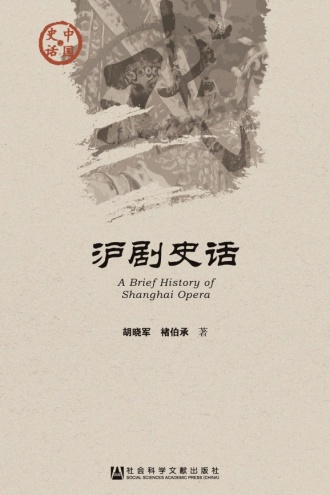 中国
史话
沪剧史话
A Brief History of
Shanghai Opera
胡晓军 褚伯承 著
社会科学文献出版社
SOCIAL SCIENCES ACADEMIC PRESS (CHINA)